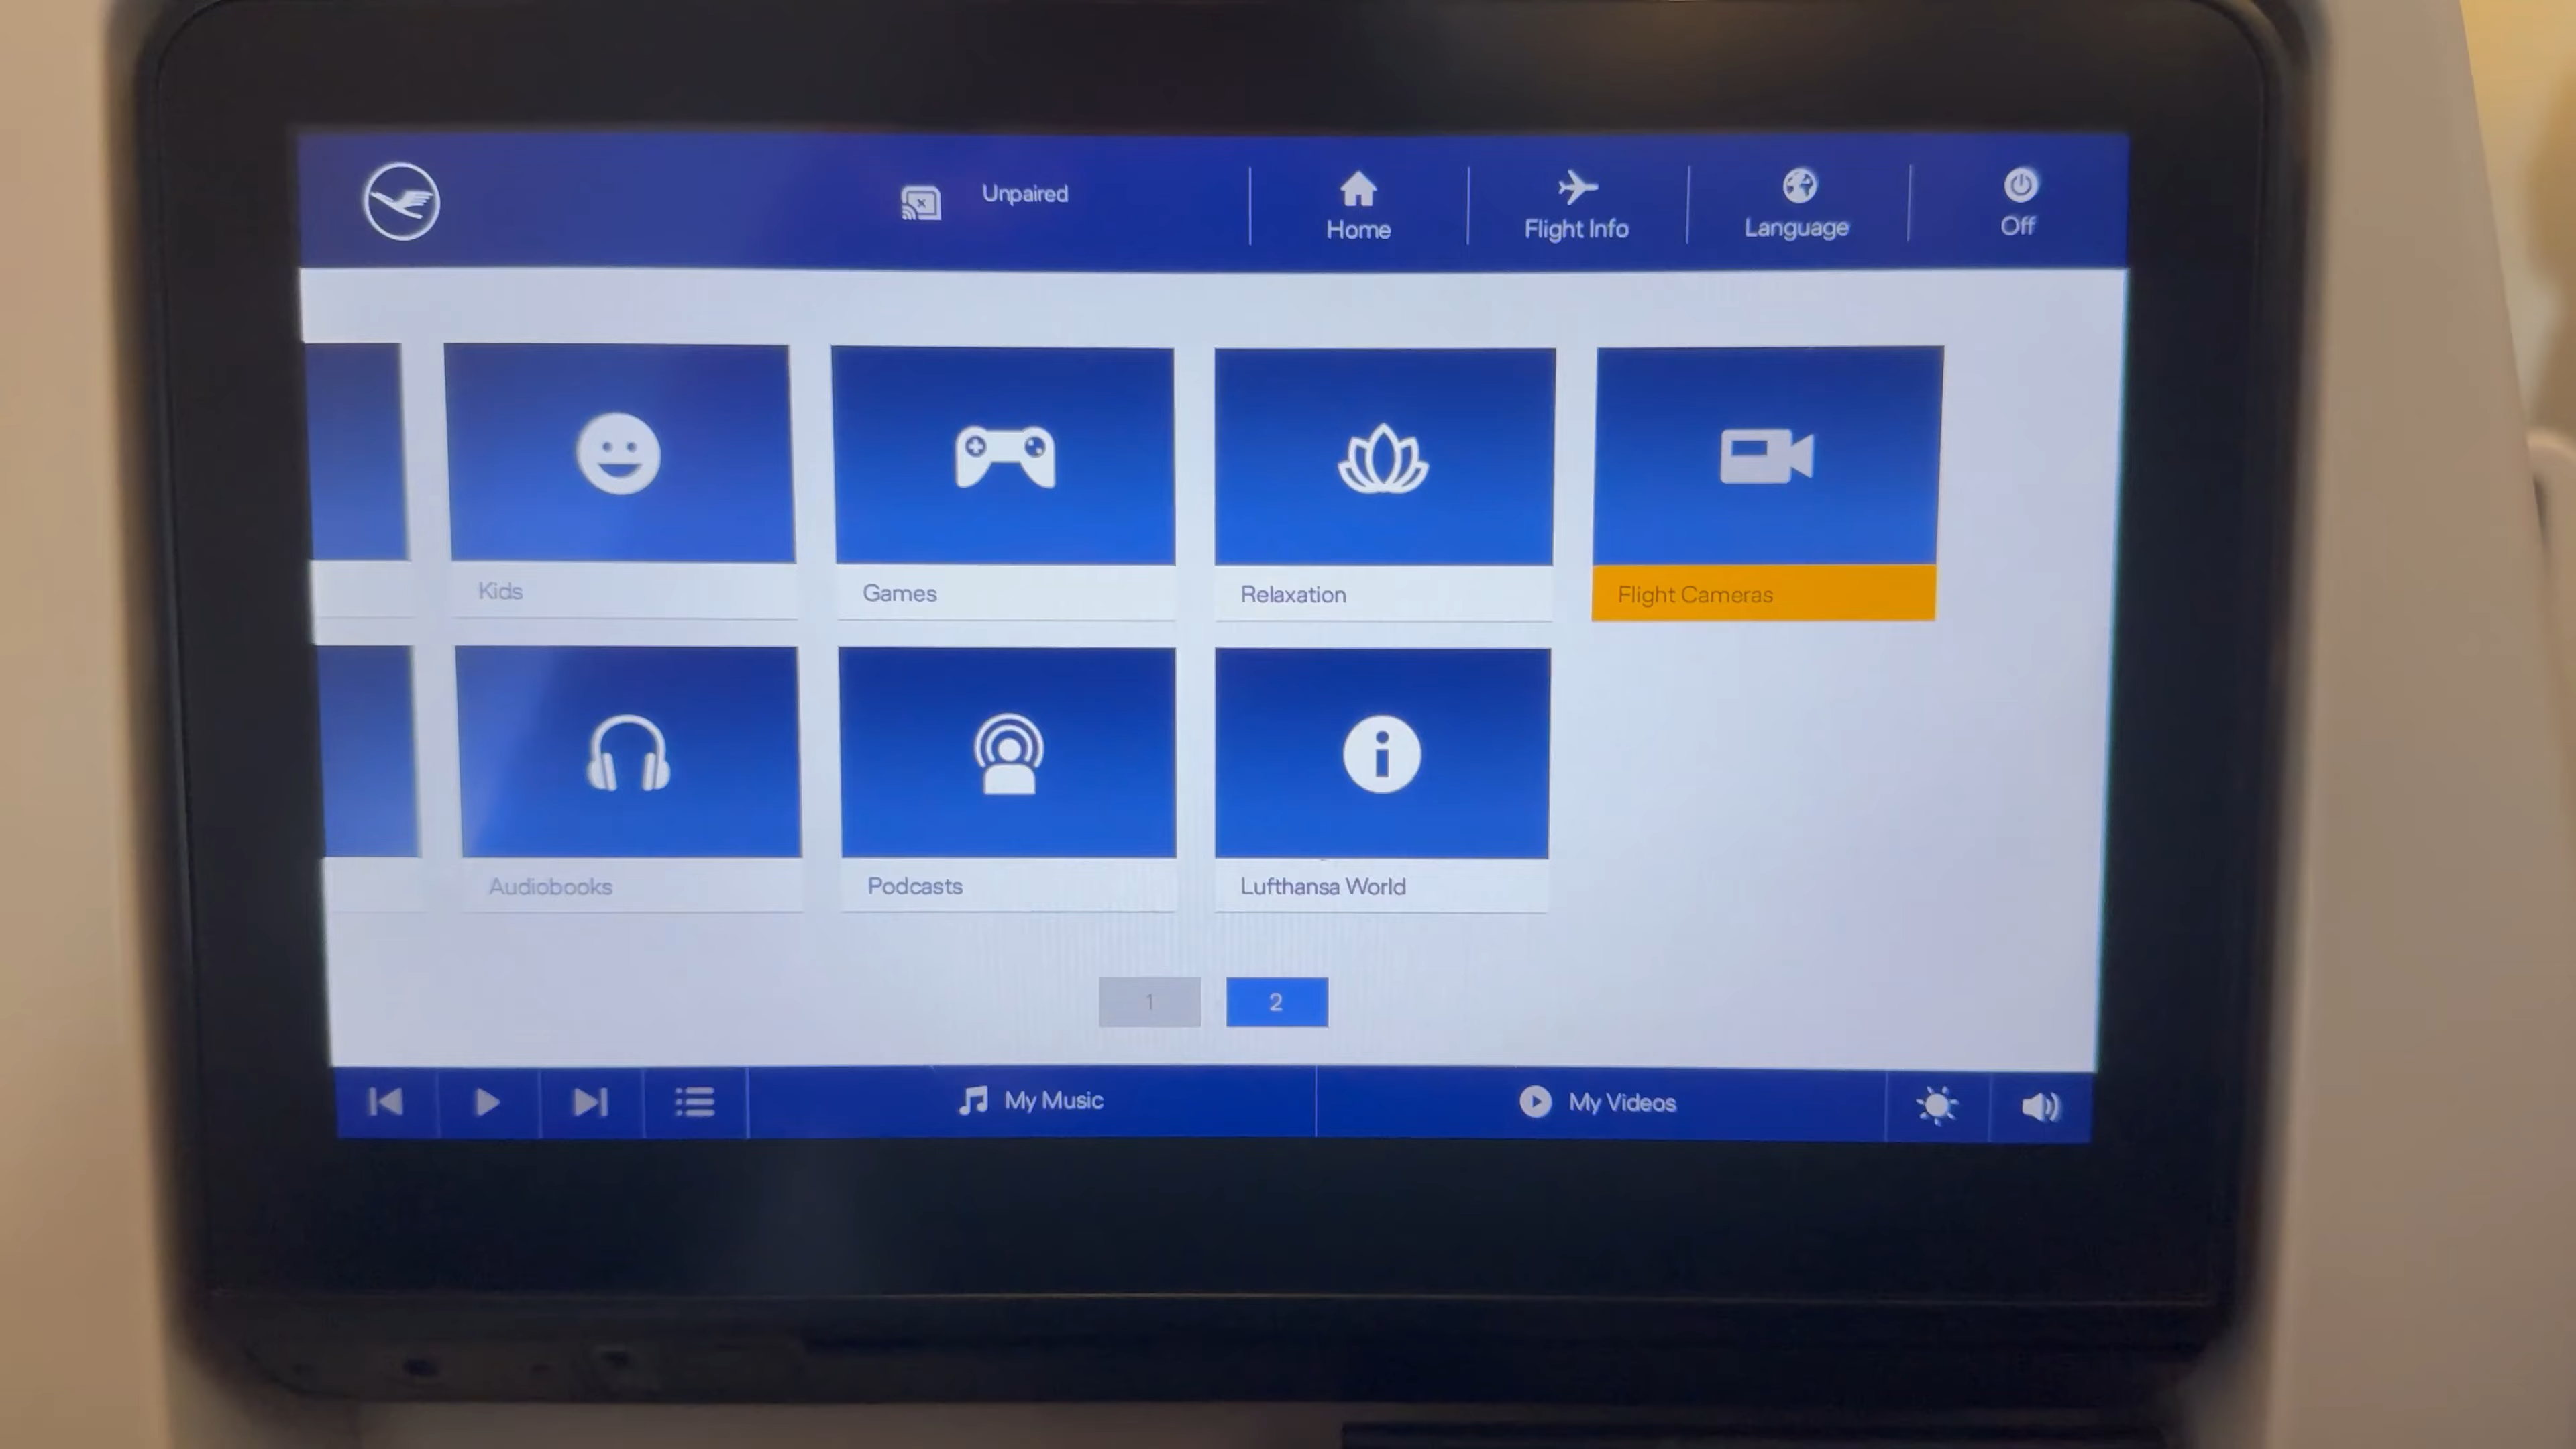 Unpaired
Home
Flight Info
Language
Off
Kids
Games
Relaxation
Flight Cameras
Audiobooks
Podcasts
Lufthansa World
1
2
My Music
My Videos